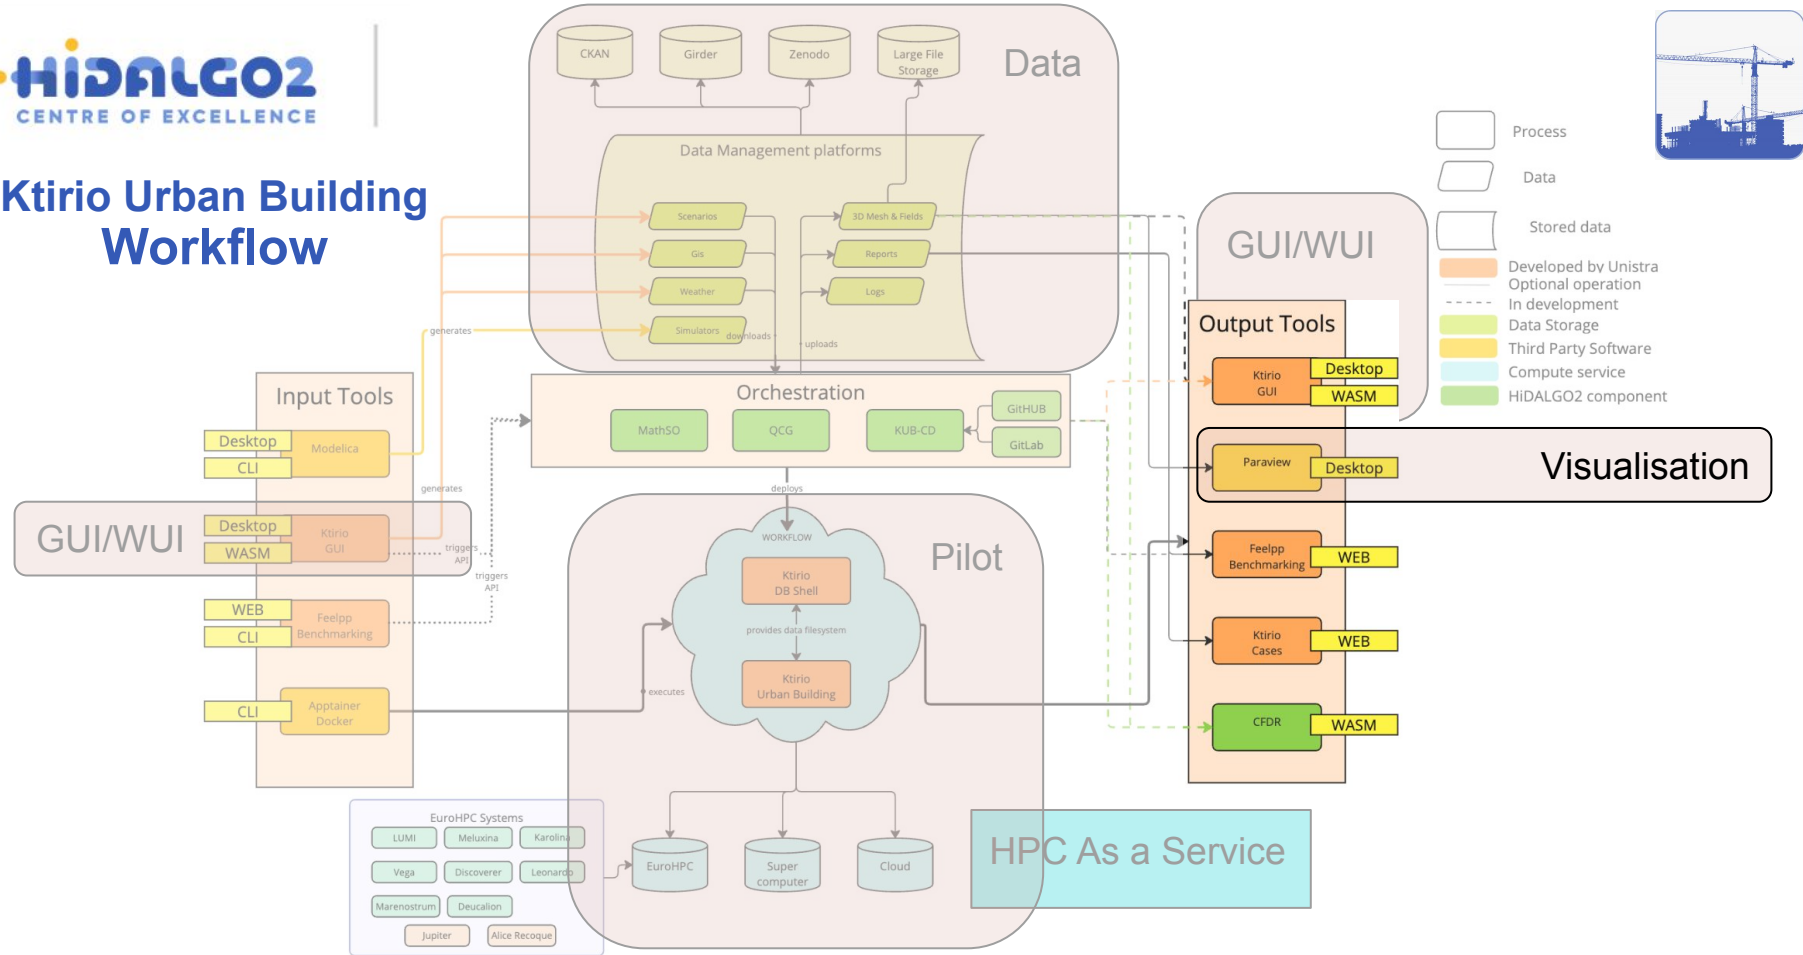 HiDALGO2
CENTRE OF EXCELLENCE
Ktirio Urban Building
Workflow
CKAN
Girder
Zenodo
Large File
Storage
Data
Data Management platforms
Scenarios
Gis
Weather
Simulators
3D Mesh & Fields
Reports
Logs
downloads
uploads
generates
Process
Data
Stored data
Developed by Unistra
Optional operation
In development
Data Storage
Third Party Software
Compute service
HiDALGO2 component
GUI/WUI
Output Tools
Ktirio
GUI
Desktop
WASM
Paraview
Desktop
Visualisation
Feelpp
Benchmarking
WEB
Ktirio
Cases
WEB
CFDR
WASM
Orchestration
MathSO
QCG
KUB-CD
GitHUB
GitLab
Input Tools
Desktop
CLI
Modelica
generates
GUI/WUI
Desktop
WASM
Ktirio
GUI
triggers
API
triggers
API
WEB
CLI
Feelpp
Benchmarking
CLI
Apptainer
Docker
deploys
WORKFLOW
Pilot
Ktirio
DB Shell
provides data filesystem
Ktirio
Urban Building
executes
EuroHPC
Super
computer
Cloud
HPC As a Service
EuroHPC Systems
LUMI
Meluxina
Karolina
Vega
Discoverer
Leonardo
Marenostrum
Deucalion
Jupiter
Alice Recoque